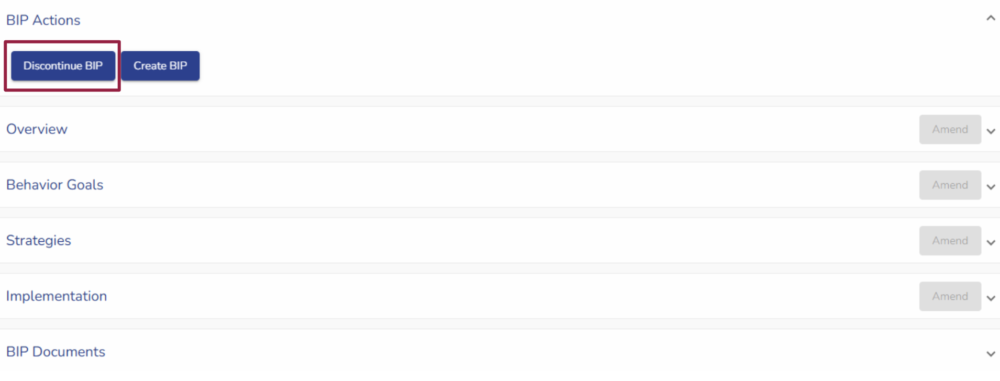 BIP Actions
Discontinue BIP Create BIP
Overview Amend
Behavior Goals Amend
Strategies Amend
Implementation Amend
BIP Documents